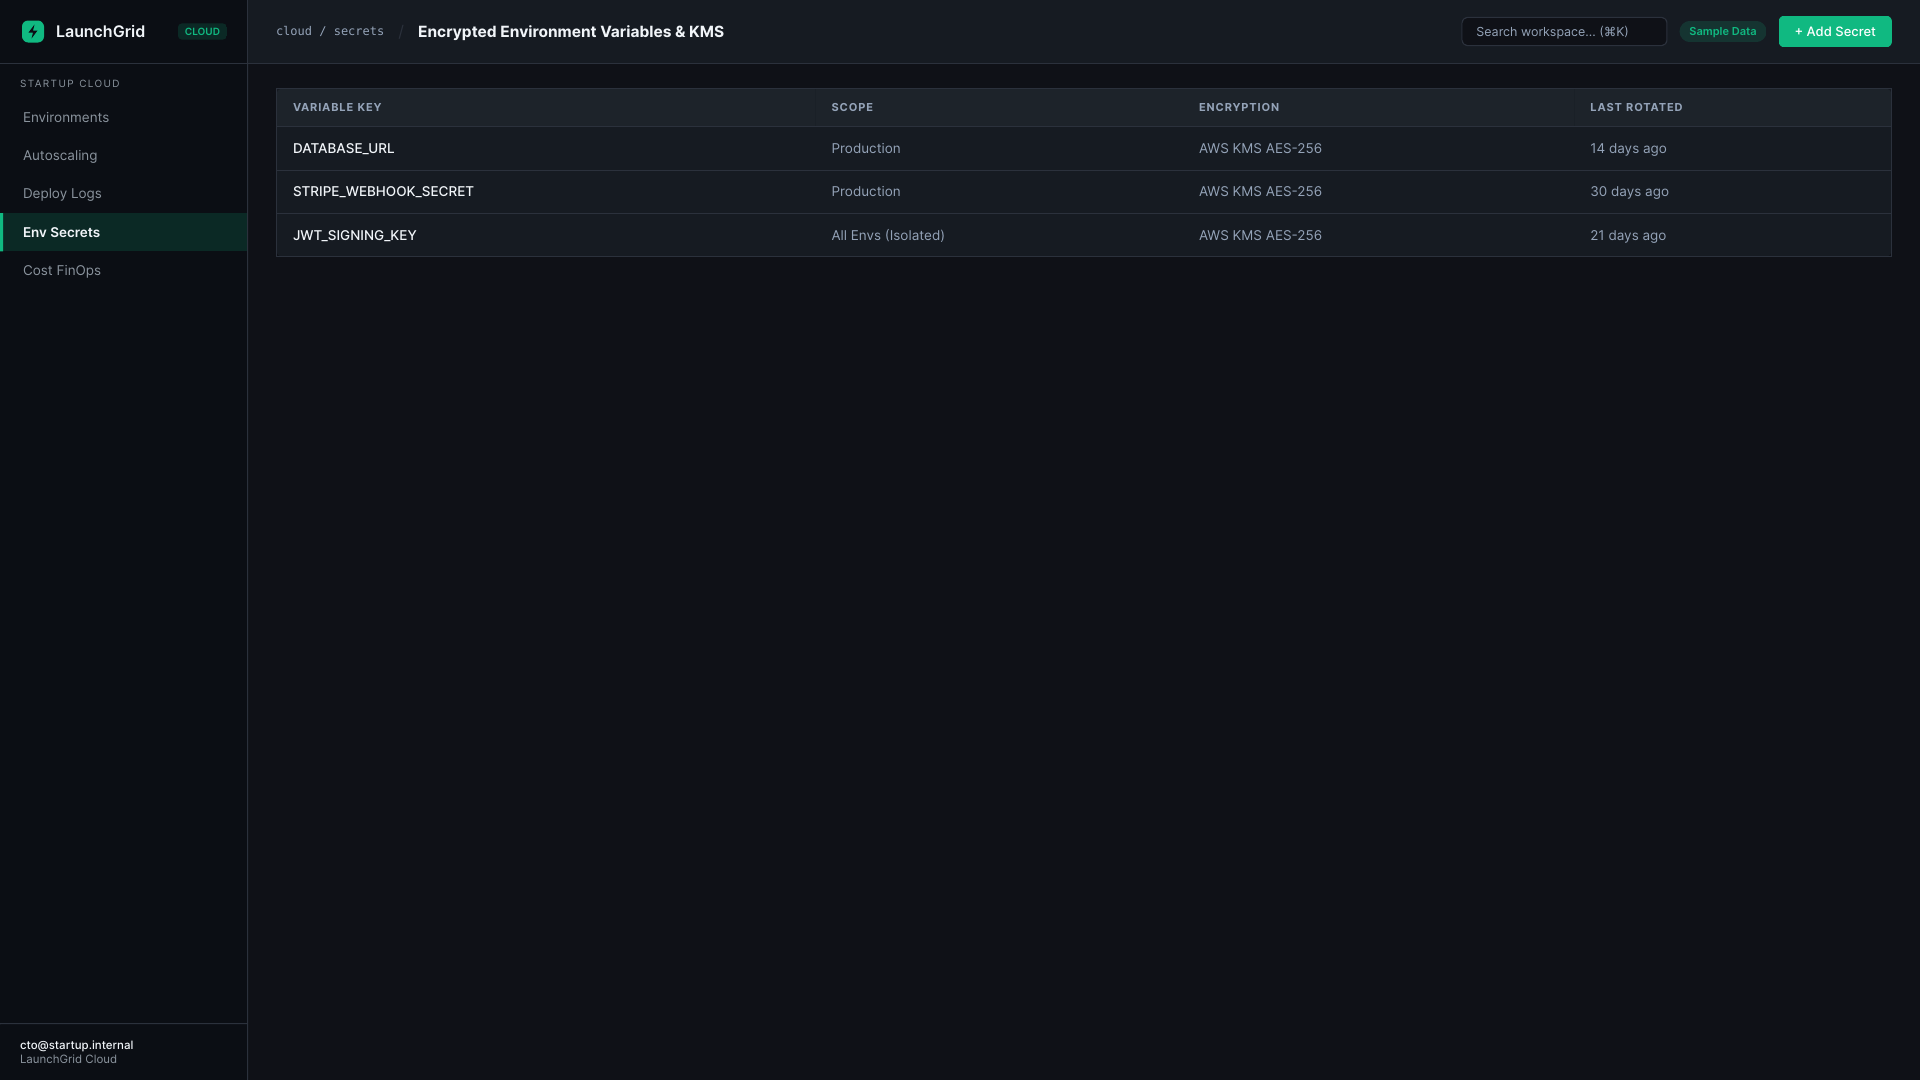 LaunchGrid CLOUD
cloud / secrets / Encrypted Environment Variables & KMS
Search workspace... (⌘K)
Sample Data
+ Add Secret
STARTUP CLOUD
Environments
Autoscaling
Deploy Logs
Env Secrets
Cost FinOps
VARIABLE KEY SCOPE ENCRYPTION LAST ROTATED
DATABASE_URL Production AWS KMS AES-256 14 days ago
STRIPE_WEBHOOK_SECRET Production AWS KMS AES-256 30 days ago
JWT_SIGNING_KEY All Envs (Isolated) AWS KMS AES-256 21 days ago
cto@startup.internal
LaunchGrid Cloud